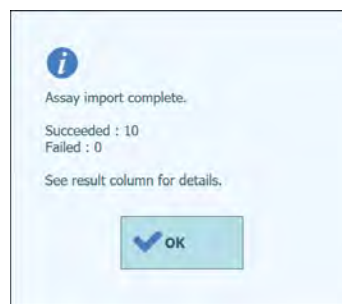 Assay import complete.
Succeeded : 10
Failed : 0
See result column for details.
OK